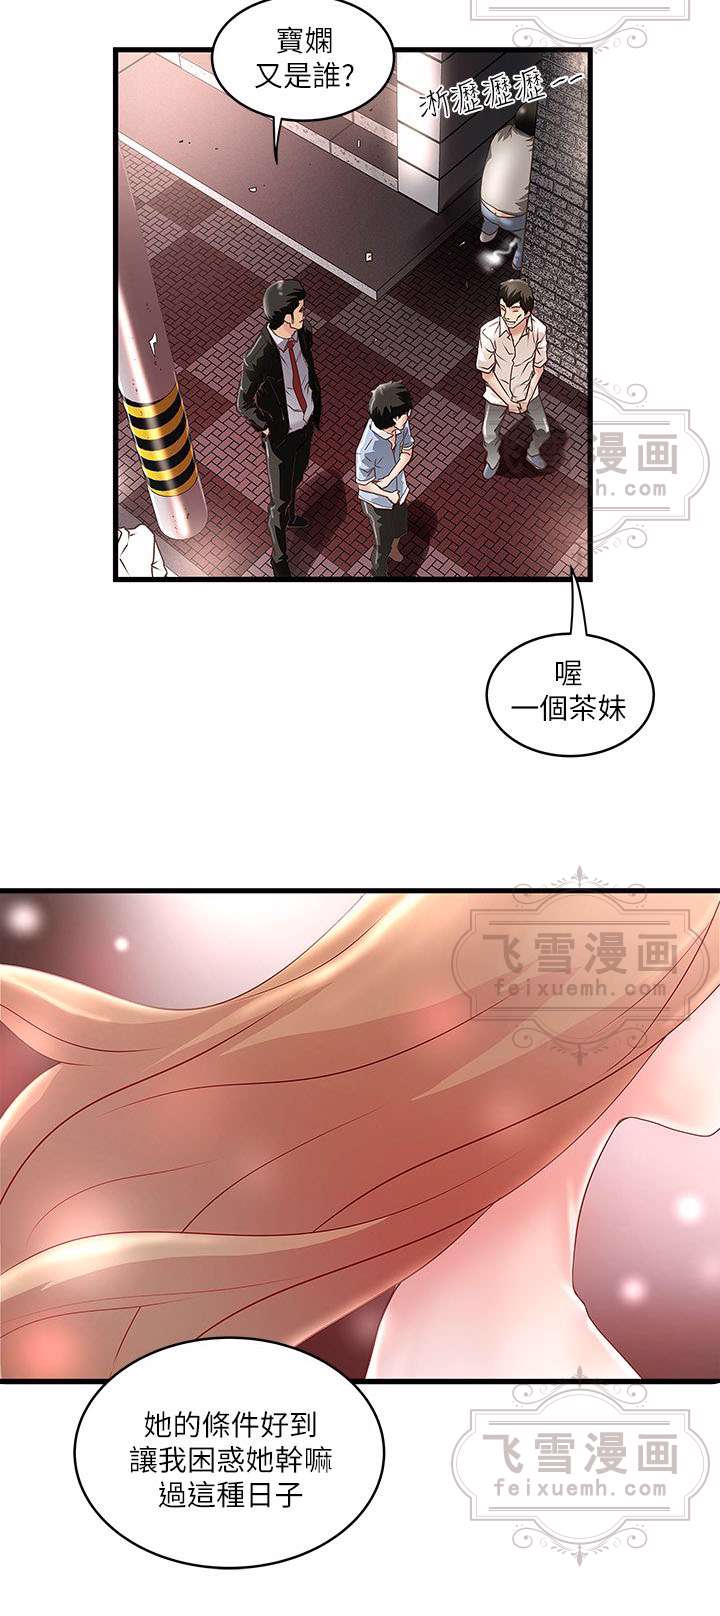 寶嫻
又是誰?
淅瀝瀝瀝~~
飞雪漫画
feixuemh.com
喔
一個茶妹
飞雪漫画
feixuemh.com
她的條件好到
讓我困惑她幹嘛
過這種日子
飞雪漫画
feixuemh.com